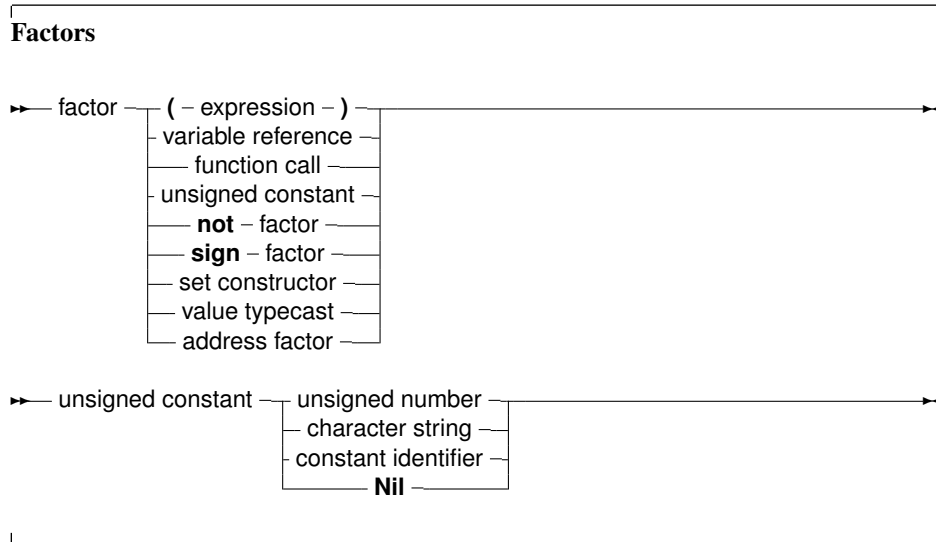 Factors
factor ( expression )
variable reference
function call
unsigned constant
not factor
sign factor
set constructor
value typecast
address factor
unsigned constant unsigned number
character string
constant identifier
Nil